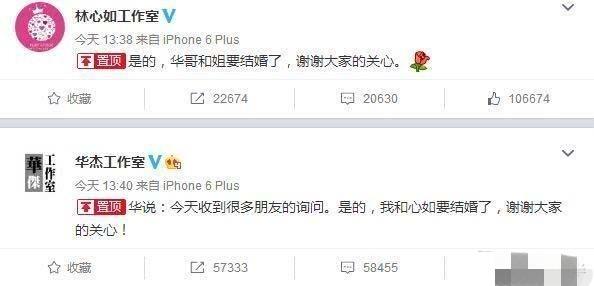 林心如工作室
今天 13:38 来自 iPhone 6 Plus
置顶 是的，华哥和姐要结婚了，谢谢大家的关心。
收藏 22674 20630 106674
华杰工作室
今天 13:40 来自 iPhone 6 Plus
置顶 华说：今天收到很多朋友的询问。是的，我和心如要结婚了，谢谢大家
的关心！
收藏 57333 58455
華傑
工作室